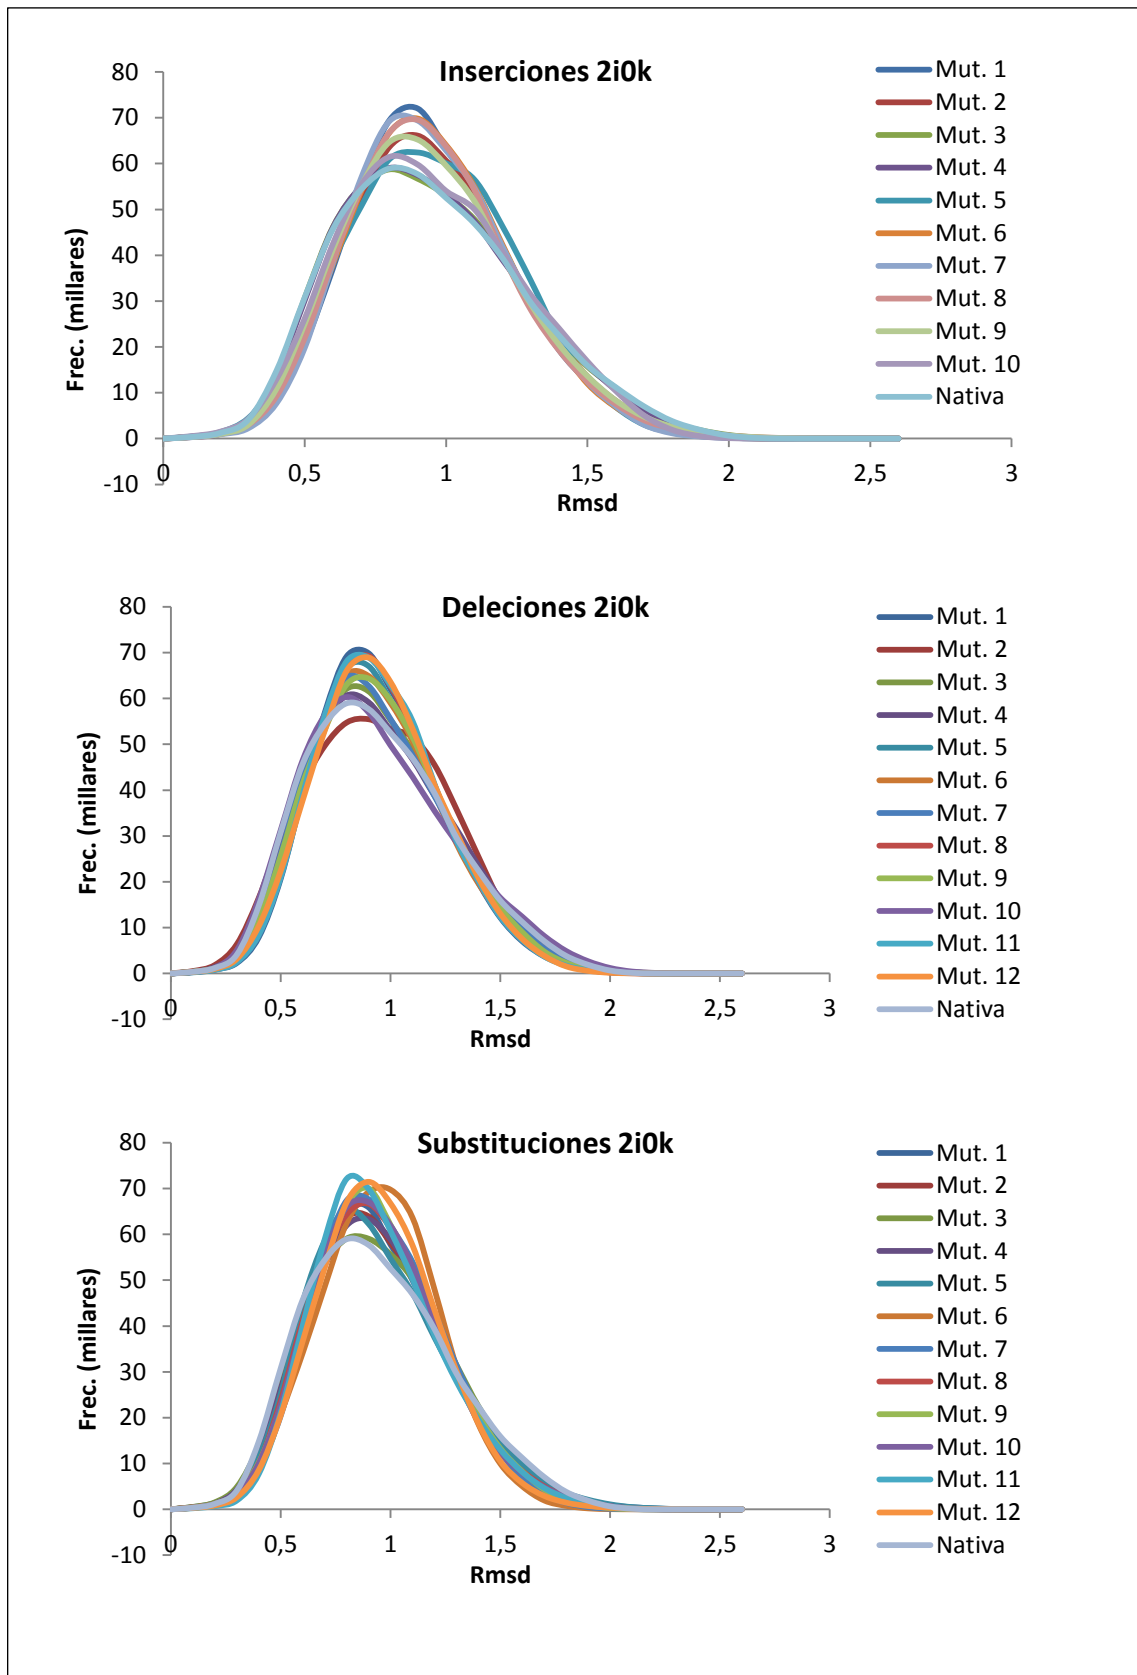 Inserciones 2i0k
Frec. (millares)
80
70
60
50
40
30
20
10
0
-10
0
0,5
1
1,5
2
2,5
3
Rmsd
Mut. 1
Mut. 2
Mut. 3
Mut. 4
Mut. 5
Mut. 6
Mut. 7
Mut. 8
Mut. 9
Mut. 10
Nativa
Deleciones 2i0k
Frec. (millares)
80
70
60
50
40
30
20
10
0
-10
0
0,5
1
1,5
2
2,5
3
Rmsd
Mut. 1
Mut. 2
Mut. 3
Mut. 4
Mut. 5
Mut. 6
Mut. 7
Mut. 8
Mut. 9
Mut. 10
Mut. 11
Mut. 12
Nativa
Substituciones 2i0k
Frec. (millares)
80
70
60
50
40
30
20
10
0
-10
0
0,5
1
1,5
2
2,5
3
Rmsd
Mut. 1
Mut. 2
Mut. 3
Mut. 4
Mut. 5
Mut. 6
Mut. 7
Mut. 8
Mut. 9
Mut. 10
Mut. 11
Mut. 12
Nativa